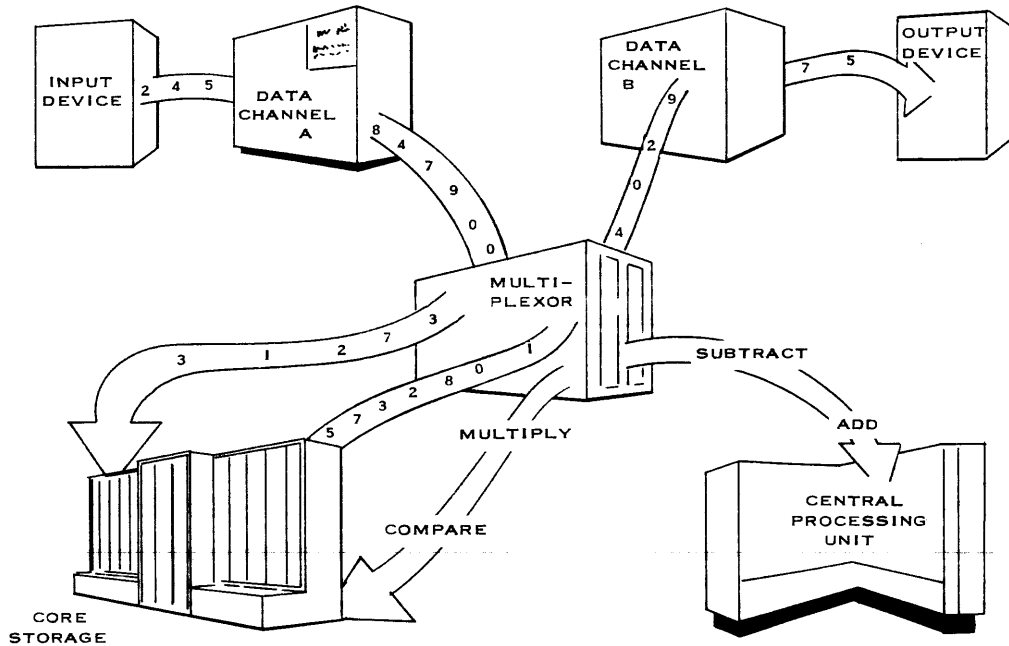 INPUT
DEVICE
2 4 5
DATA
CHANNEL
A
8
4
7
9
0
0
DATA
CHANNEL
B
9
2
0
4
7 5
OUTPUT
DEVICE
MULTI-
PLEXOR
3 1 2 7 3
5 7 3 2 8 0 1
SUBTRACT
ADD
MULTIPLY
COMPARE
CENTRAL
PROCESSING
UNIT
CORE
STORAGE